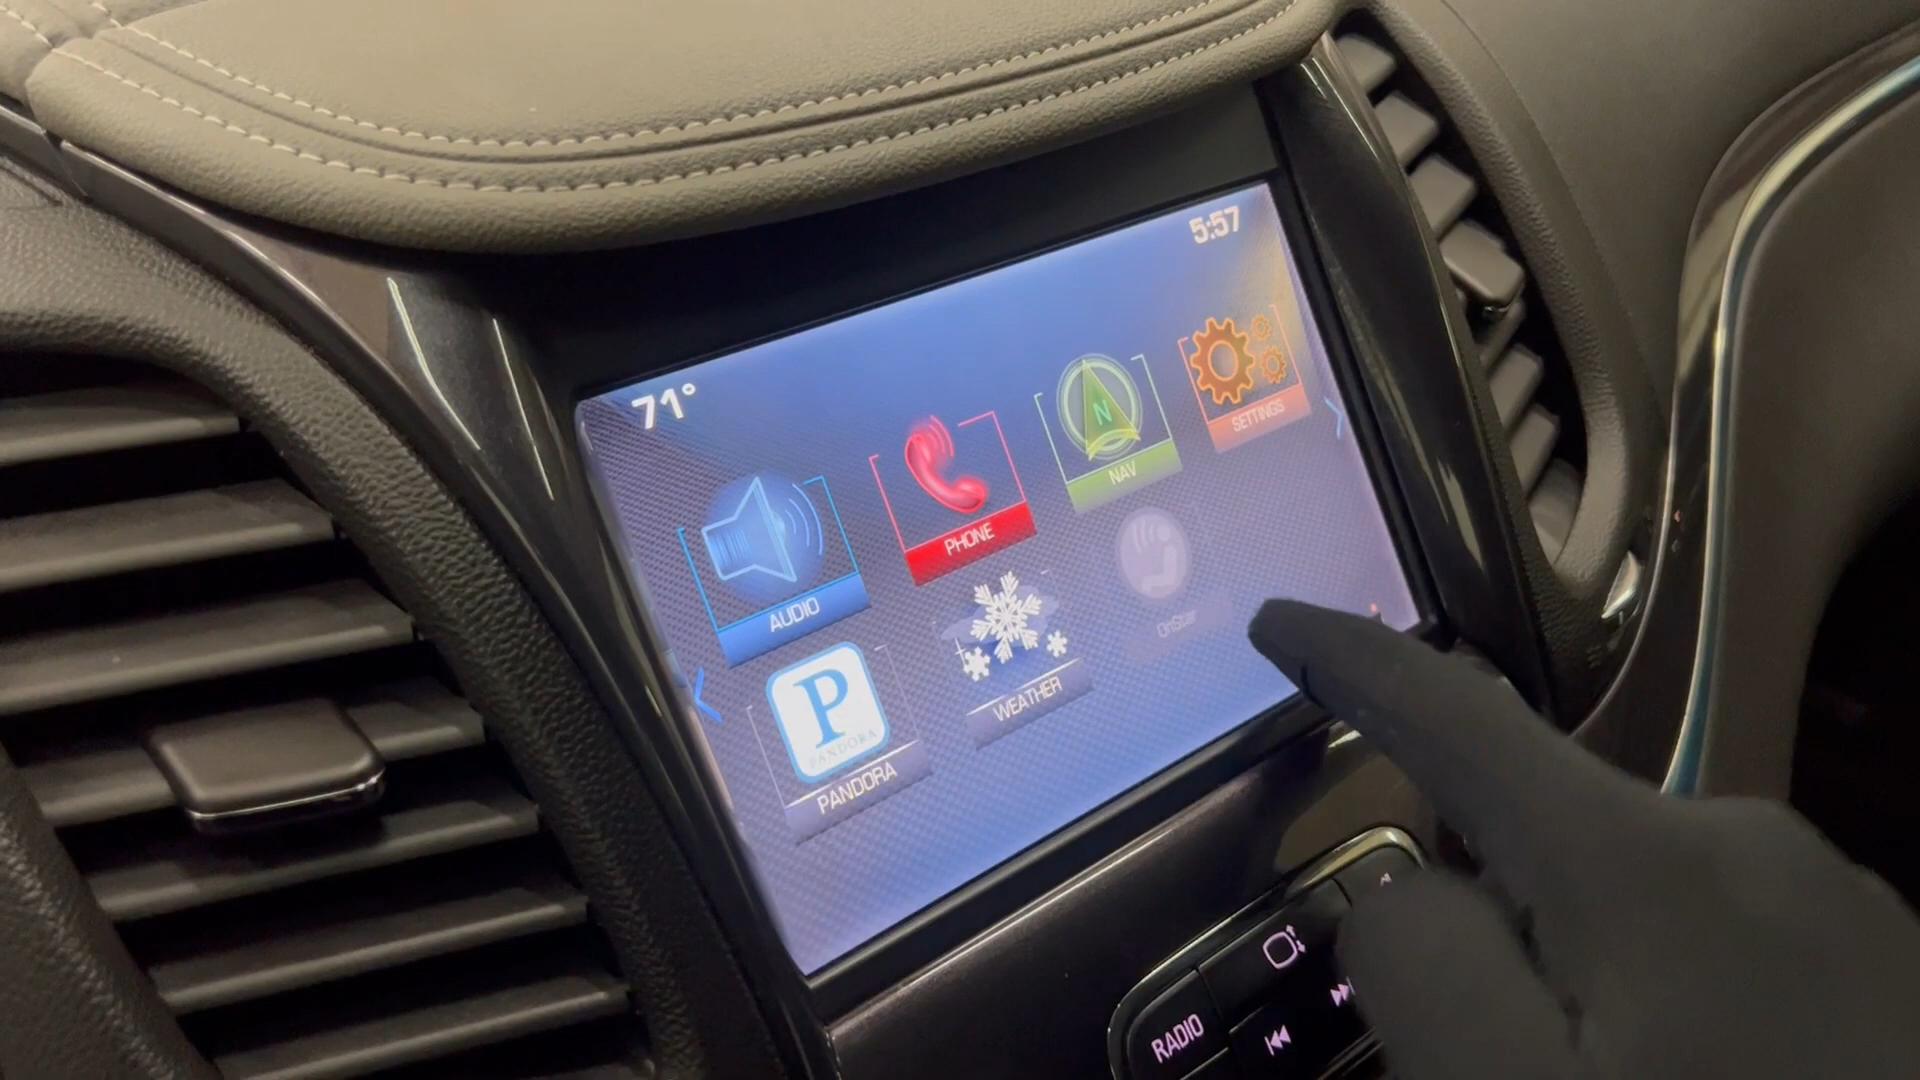 5:57
71°
AUDIO
PHONE
NAV
SETTINGS
N
P
PANDORA
PANDORA
WEATHER
OnStar
RADIO